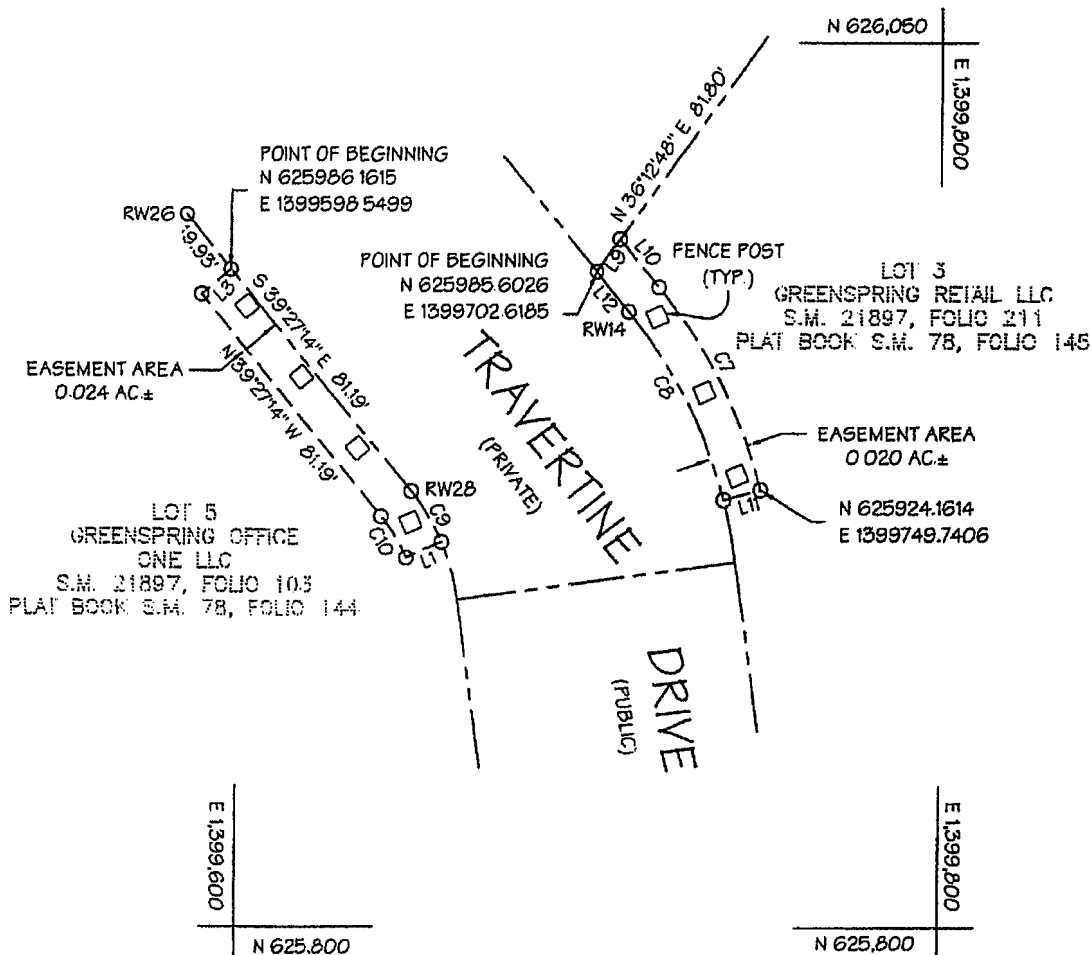 N 626,050
E 1,399,800
POINT OF BEGINNING
N 625986.1615
E 1399598.5499
RW26
19.93'
L13
S 39°27'14" E 81.19'
N 39°27'14" W 81.19'
EASEMENT AREA
0.024 AC.±
RW28
C9
C10
L1
LOT 5
GREENSPRING OFFICE
ONE LLC
S.M. 21897, FOLIO 103
PLAT BOOK S.M. 78, FOLIO 144
N 36°12'48" E 81.80'
POINT OF BEGINNING
N 625985.6026
E 1399702.6185
L9
L10
L12
RW14
FENCE POST
(TYP.)
LOT 3
GREENSPRING RETAIL LLC
S.M. 21897, FOLIO 211
PLAT BOOK S.M. 78, FOLIO 145
C7
C8
EASEMENT AREA
0.020 AC.±
L11
N 625924.1614
E 1399749.7406
TRAVERTINE
(PRIVATE)
DRIVE
(PUBLIC)
E 1,399,600
N 625,800
E 1,399,800
N 625,800